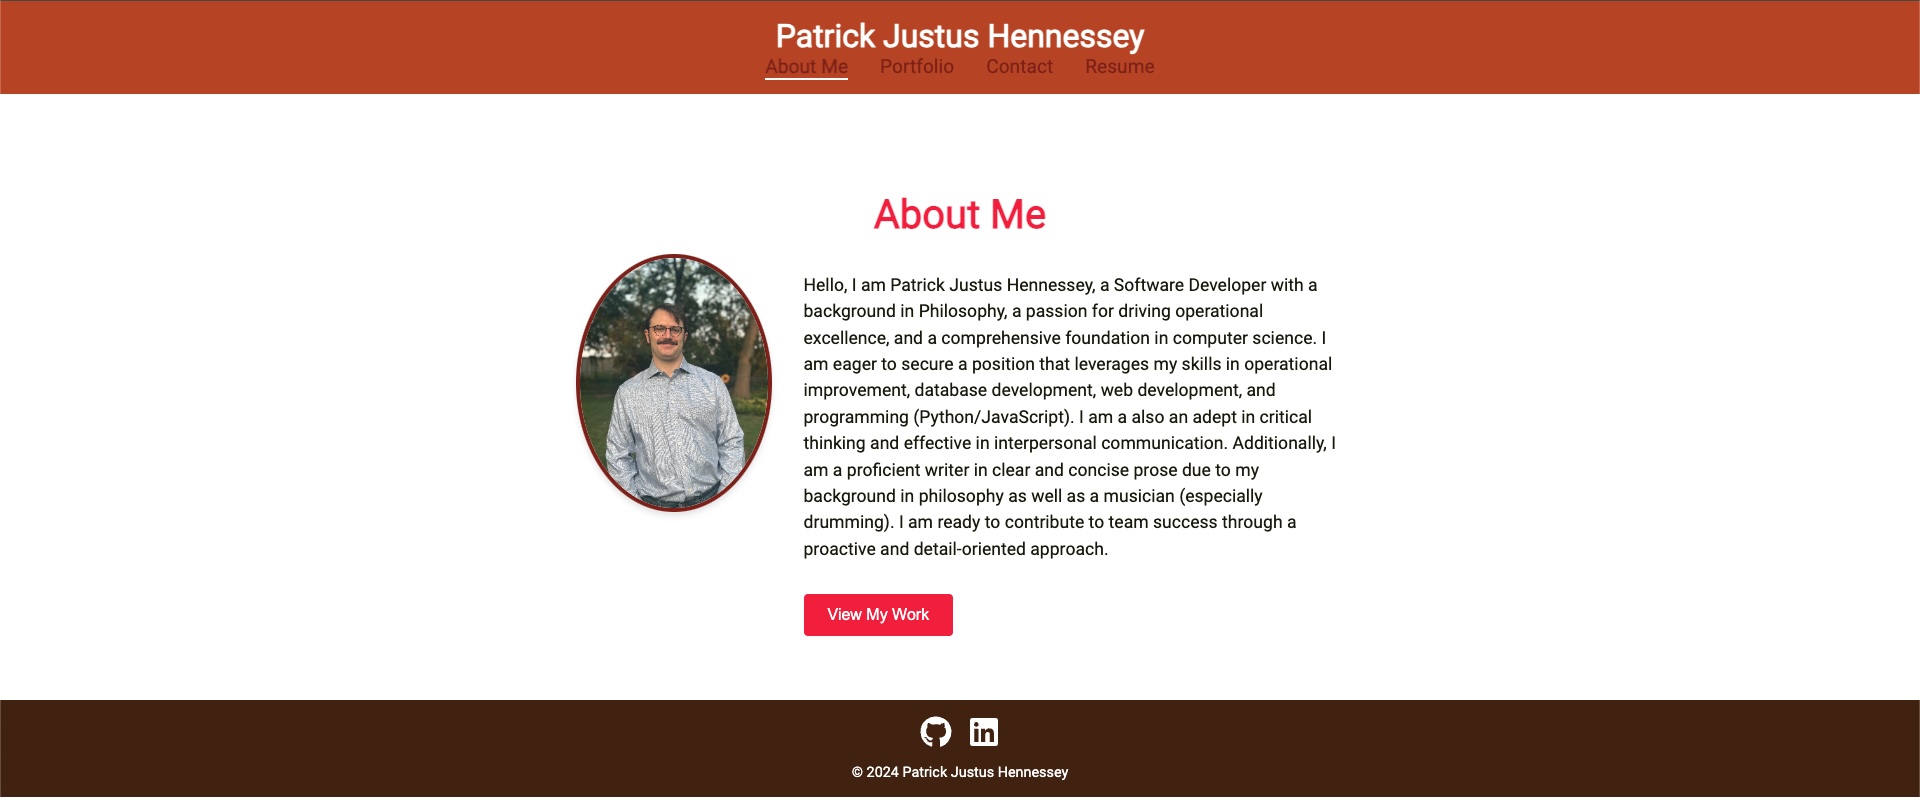 Patrick Justus Hennessey
About Me Portfolio Contact Resume
About Me
Hello, I am Patrick Justus Hennessey, a Software Developer with a
background in Philosophy, a passion for driving operational
excellence, and a comprehensive foundation in computer science. I
am eager to secure a position that leverages my skills in operational
improvement, database development, web development, and
programming (Python/JavaScript). I am a also an adept in critical
thinking and effective in interpersonal communication. Additionally, I
am a proficient writer in clear and concise prose due to my
background in philosophy as well as a musician (especially
drumming). I am ready to contribute to team success through a
proactive and detail-oriented approach.
View My Work
in
© 2024 Patrick Justus Hennessey